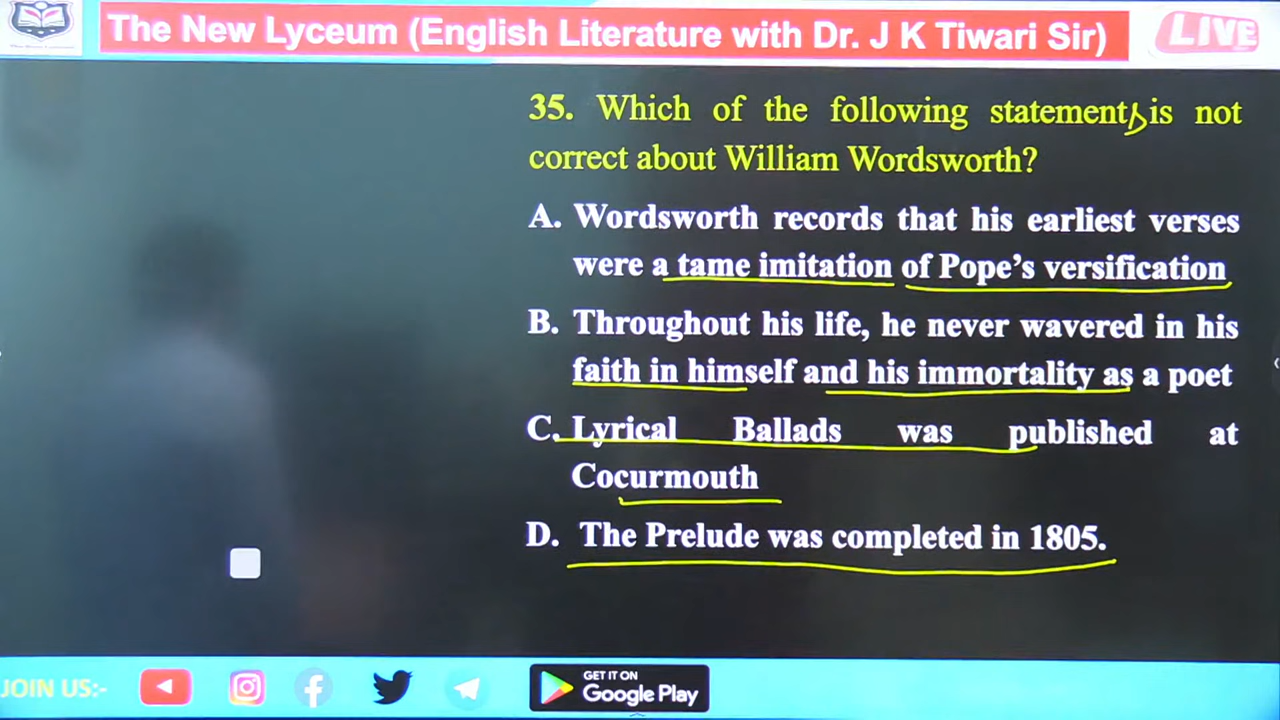 The New Lyceum (English Literature with Dr. J K Tiwari Sir)
LIVE
35. Which of the following statement is not
correct about William Wordsworth?
A. Wordsworth records that his earliest verses
were a tame imitation of Pope’s versification
B. Throughout his life, he never wavered in his
faith in himself and his immortality as a poet
C. Lyrical Ballads was published at
Cocurmouth
D. The Prelude was completed in 1805.
JOIN US:-
GET IT ON
Google Play